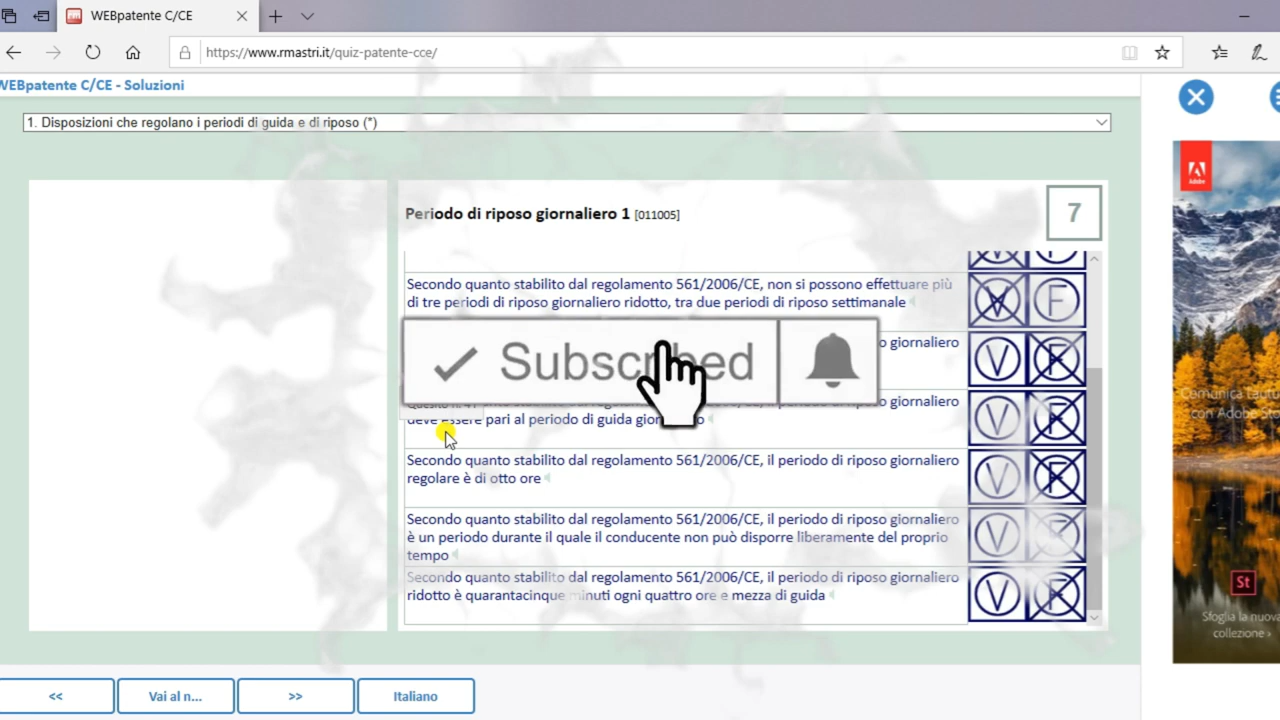 WEBpatente C/CE
https://www.rmastri.it/quiz-patente-cce/
WEBpatente C/CE - Soluzioni
1. Disposizioni che regolano i periodi di guida e di riposo (*)
Periodo di riposo giornaliero 1 [011005]
7
Secondo quanto stabilito dal regolamento 561/2006/CE, non si possono effettuare più
di tre periodi di riposo giornaliero ridotto, tra due periodi di riposo settimanale
V F
o giornaliero
V F
Subscribed
giornaliero
deve essere pari al periodo di guida
V F
Secondo quanto stabilito dal regolamento 561/2006/CE, il periodo di riposo giornaliero
regolare è di otto ore
V F
Secondo quanto stabilito dal regolamento 561/2006/CE, il periodo di riposo giornaliero
è un periodo durante il quale il conducente non può disporre liberamente del proprio
tempo
V F
Secondo quanto stabilito dal regolamento 561/2006/CE, il periodo di riposo giornaliero
ridotto è quarantacinque minuti ogni quattro ore e mezza di guida
V F
<<
Vai al n...
>>
Italiano
Adobe
con Adobe
St
Sfoglia la nuova
collezione ›